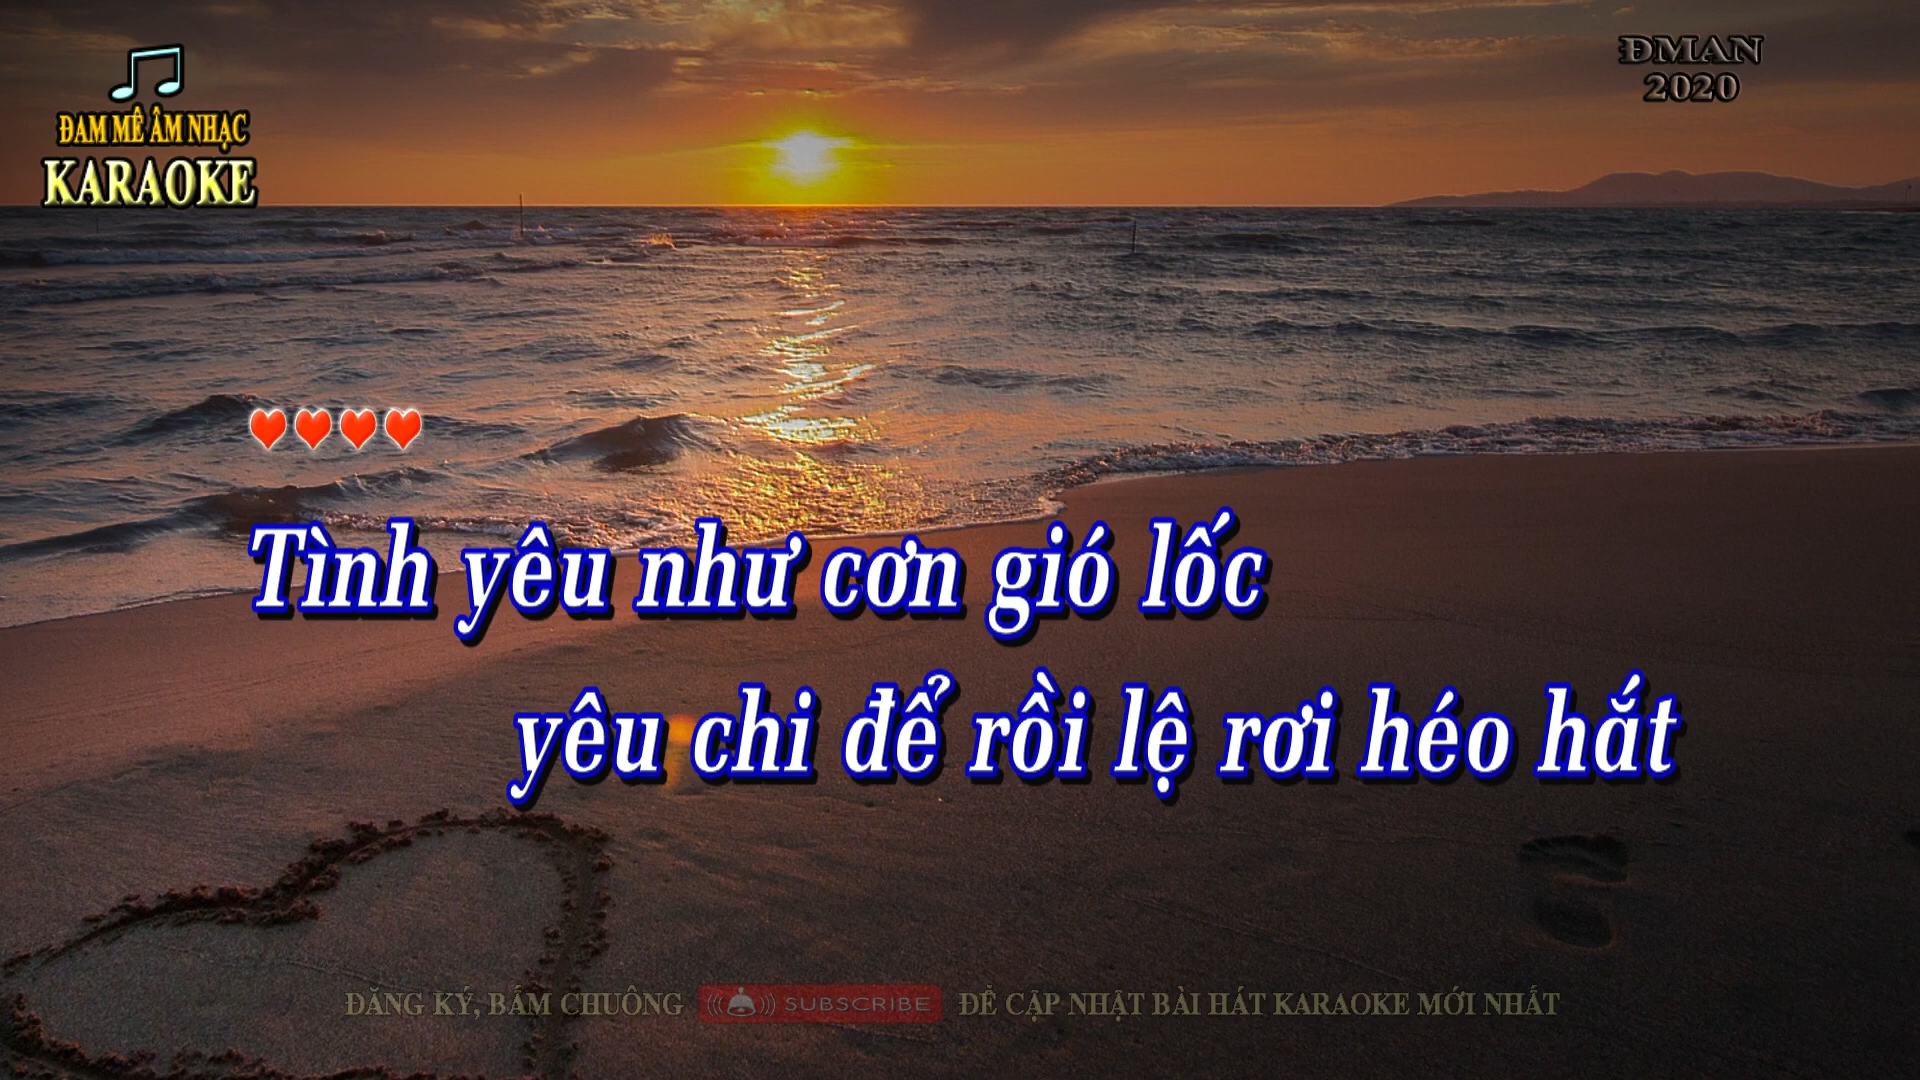 ĐAM MÊ ÂM NHẠC
KARAOKE
ĐMAN
2020
Tình yêu như cơn gió lốc
yêu chi để rồi lệ rơi héo hắt
ĐĂNG KÝ, BẤM CHUÔNG SUBSCRIBE ĐỂ CẬP NHẬT BÀI HÁT KARAOKE MỚI NHẤT